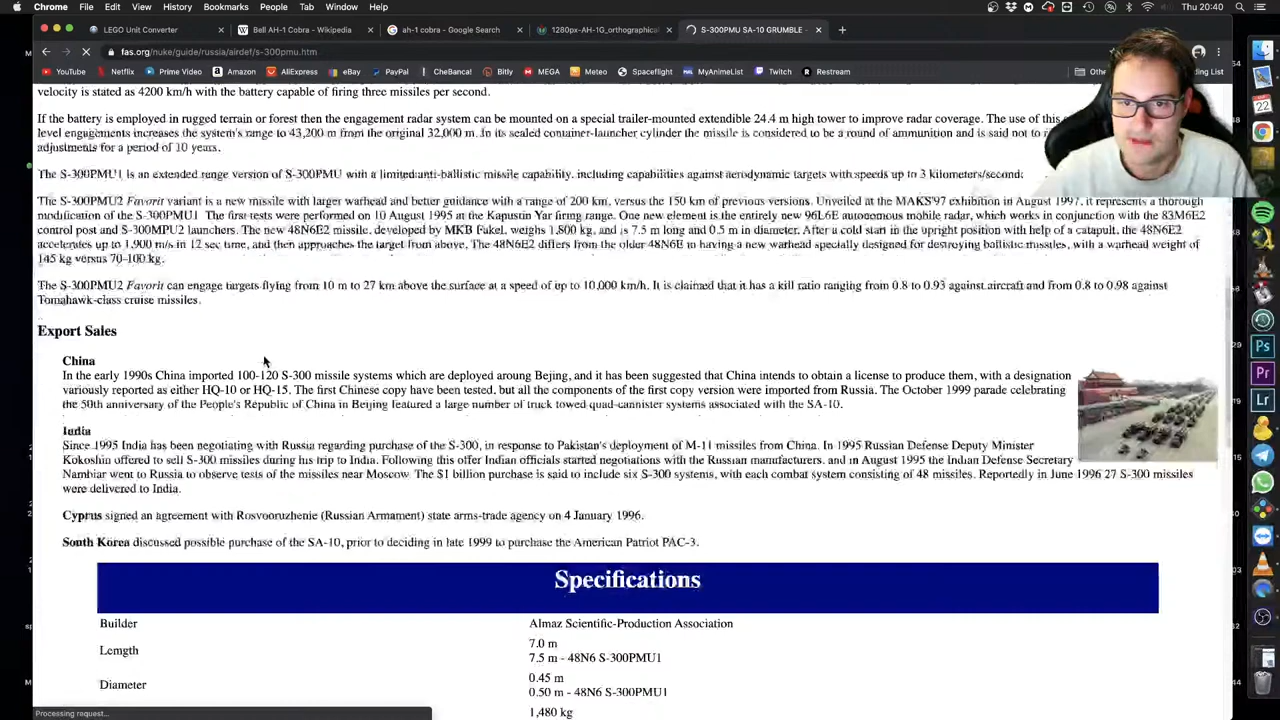 Chrome File Edit View History Bookmarks People Tab Window Help Thu 20:40
LEGO Unit Converter Bell AH-1 Cobra - Wikipedia ah-1 cobra - Google Search 1280px-AH-1G_orthographical S-300PMU SA-10 GRUMBLE -
fas.org/nuke/guide/russia/airdef/s-300pmu.htm
YouTube Netflix Prime Video Amazon AliExpress eBay PayPal CheBanca! Bitly MEGA Meteo Spaceflight MyAnimeList Twitch Restream
velocity is stated as 4200 km/h with the battery capable of firing three missiles per second.
If the battery is employed in rugged terrain or forest then the engagement radar system can be mounted on a special trailer-mounted extendible 24.4 m high tower to improve radar coverage. The use of this
level engagements increases the system's range to 43,200 m from the original 32,000 m. In its sealed container-launcher cylinder the missile is considered to be a round of ammunition and is said not to
adjustments for a period of 10 years.
The S-300PMU1 is an extended range version of S-300PMU with a limited anti-ballistic missile capability, including capabilities against aerodynamic targets with speeds up to 3 kilometers/second.
The S-300PMU2 Favorit variant is a new missile with larger warhead and better guidance with a range of 200 km, versus the 150 km of previous versions. Unveiled at the MAKS'97 exhibition in August 1997, it represents a thorough
modification of the S-300PMU1 The first tests were performed on 10 August 1995 at the Kapustin Yar firing range. One new element is the entirely new 96L6E autonomous mobile radar, which works in conjunction with the 83M6E2
control post and S-300MPU2 launchers. The new 48N6E2 missile, developed by MKB Fakel, weighs 1,800 kg, and is 7.5 m long and 0.5 m in diameter. After a cold start in the upright position with help of a catapult, the 48N6E2
accelerates up to 1,900 m/s in 12 sec time, and then approaches the target from above. The 48N6E2 differs from the older 48N6E in having a new warhead specially designed for destroying ballistic missiles, with a warhead weight of
145 kg versus 70-100 kg.
The S-300PMU2 Favorit can engage targets flying from 10 m to 27 km above the surface at a speed of up to 10,000 km/h. It is claimed that it has a kill ratio ranging from 0.8 to 0.93 against aircraft and from 0.8 to 0.98 against
Tomahawk-class cruise missiles.
Export Sales
China
In the early 1990s China imported 100-120 S-300 missile systems which are deployed aroung Bejing, and it has been suggested that China intends to obtain a license to produce them, with a designation
variously reported as either HQ-10 or HQ-15. The first Chinese copy have been tested, but all the components of the first copy version were imported from Russia. The October 1999 parade celebrating
the 50th anniversary of the People's Republic of China in Beijing featured a large number of truck towed quad-cannister systems associated with the SA-10.
India
Since 1995 India has been negotiating with Russia regarding purchase of the S-300, in response to Pakistan's deployment of M-11 missiles from China. In 1995 Russian Defense Deputy Minister
Kokoshin offered to sell S-300 missiles during his trip to India. Following this offer Indian officials started negotiations with the Russian manufacturers, and in August 1995 the Indian Defense Secretary
Nambiar went to Russia to observe tests of the missiles near Moscow. The $1 billion purchase is said to include six S-300 systems, with each combat system consisting of 48 missiles. Reportedly in June 1996 27 S-300 missiles
were delivered to India.
Cyprus signed an agreement with Rosvooruzhenie (Russian Armament) state arms-trade agency on 4 January 1996.
South Korea discussed possible purchase of the SA-10, prior to deciding in late 1999 to purchase the American Patriot PAC-3.
Specifications
Builder Almaz Scientific-Production Association
Lemgth 7.0 m
7.5 m - 48N6 S-300PMU1
Diameter 0.45 m
0.50 m - 48N6 S-300PMU1
1,480 kg
Processing request...